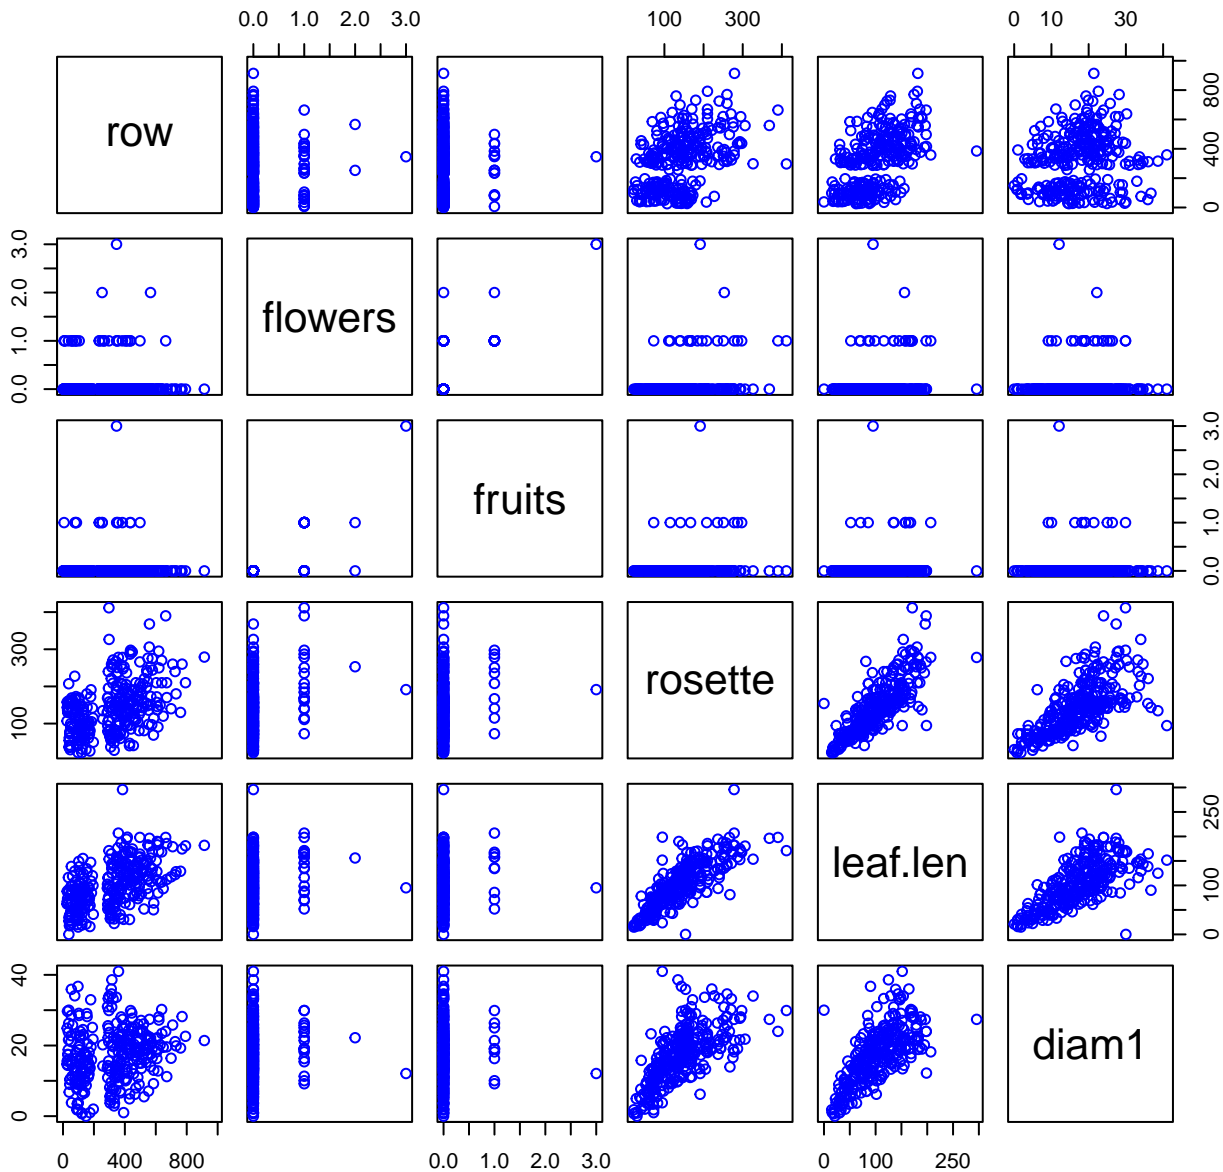 0.0 1.0 2.0 3.0 100 300 0 10 30
row 0 400 800
0.0 1.0 2.0 3.0 flowers
fruits 0.0 1.0 2.0 3.0
100 300 rosette
leaf.len 0 100 250
0 20 40 diam1
0 400 800 0.0 1.0 2.0 3.0 0 100 250